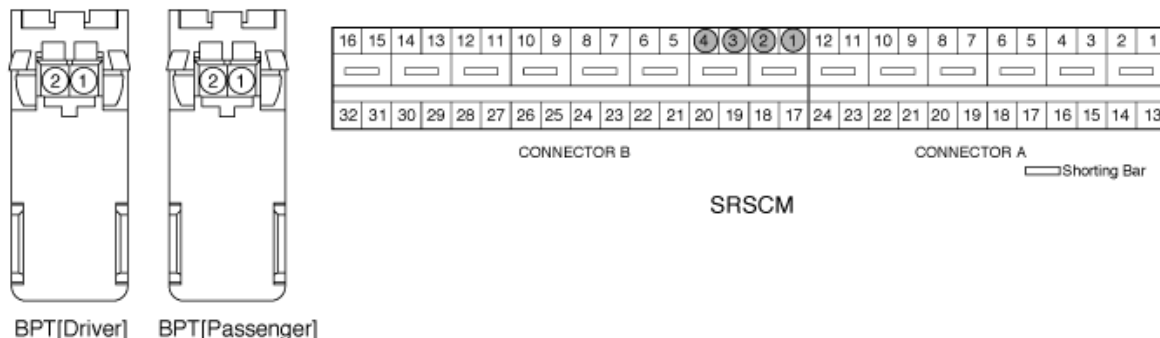 16 15 14 13 12 11 10 9 8 7 6 5 4 3 2 1 12 11 10 9 8 7 6 5 4 3 2 1
2 1
2 1
32 31 30 29 28 27 26 25 24 23 22 21 20 19 18 17 24 23 22 21 20 19 18 17 16 15 14 13
CONNECTOR B
CONNECTOR A
Shorting Bar
SRSCM
BPT[Driver]
BPT[Passenger]